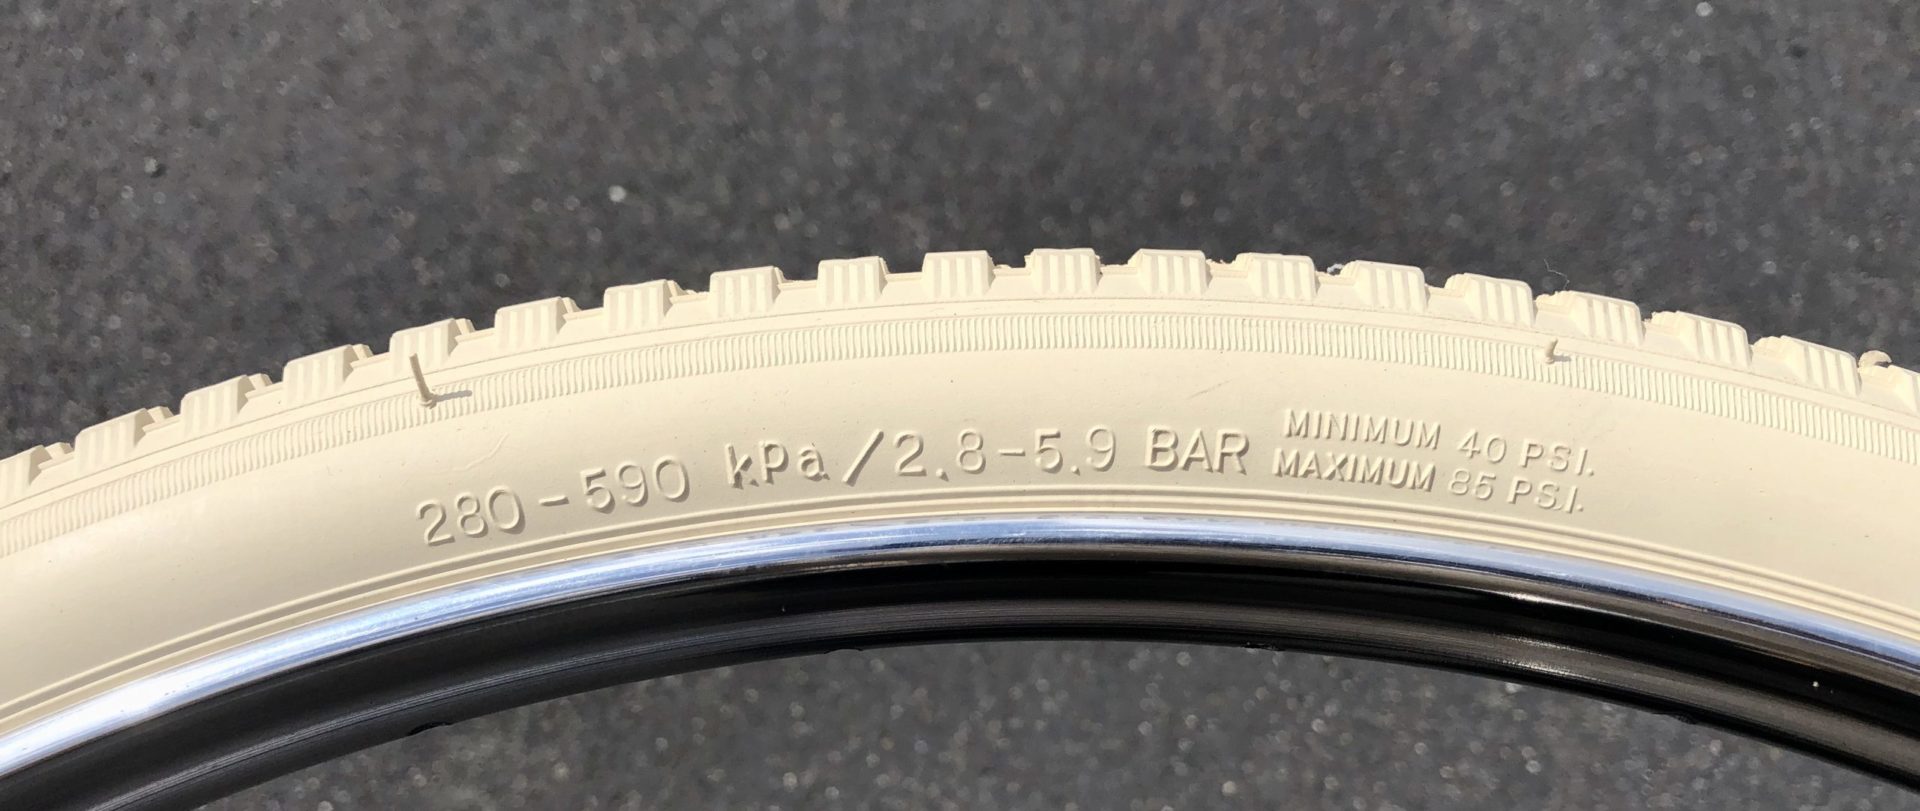 280-590 kPa/2.8-5.9 BAR
MINIMUM 40 PSI.
MAXIMUM 85 PSI.